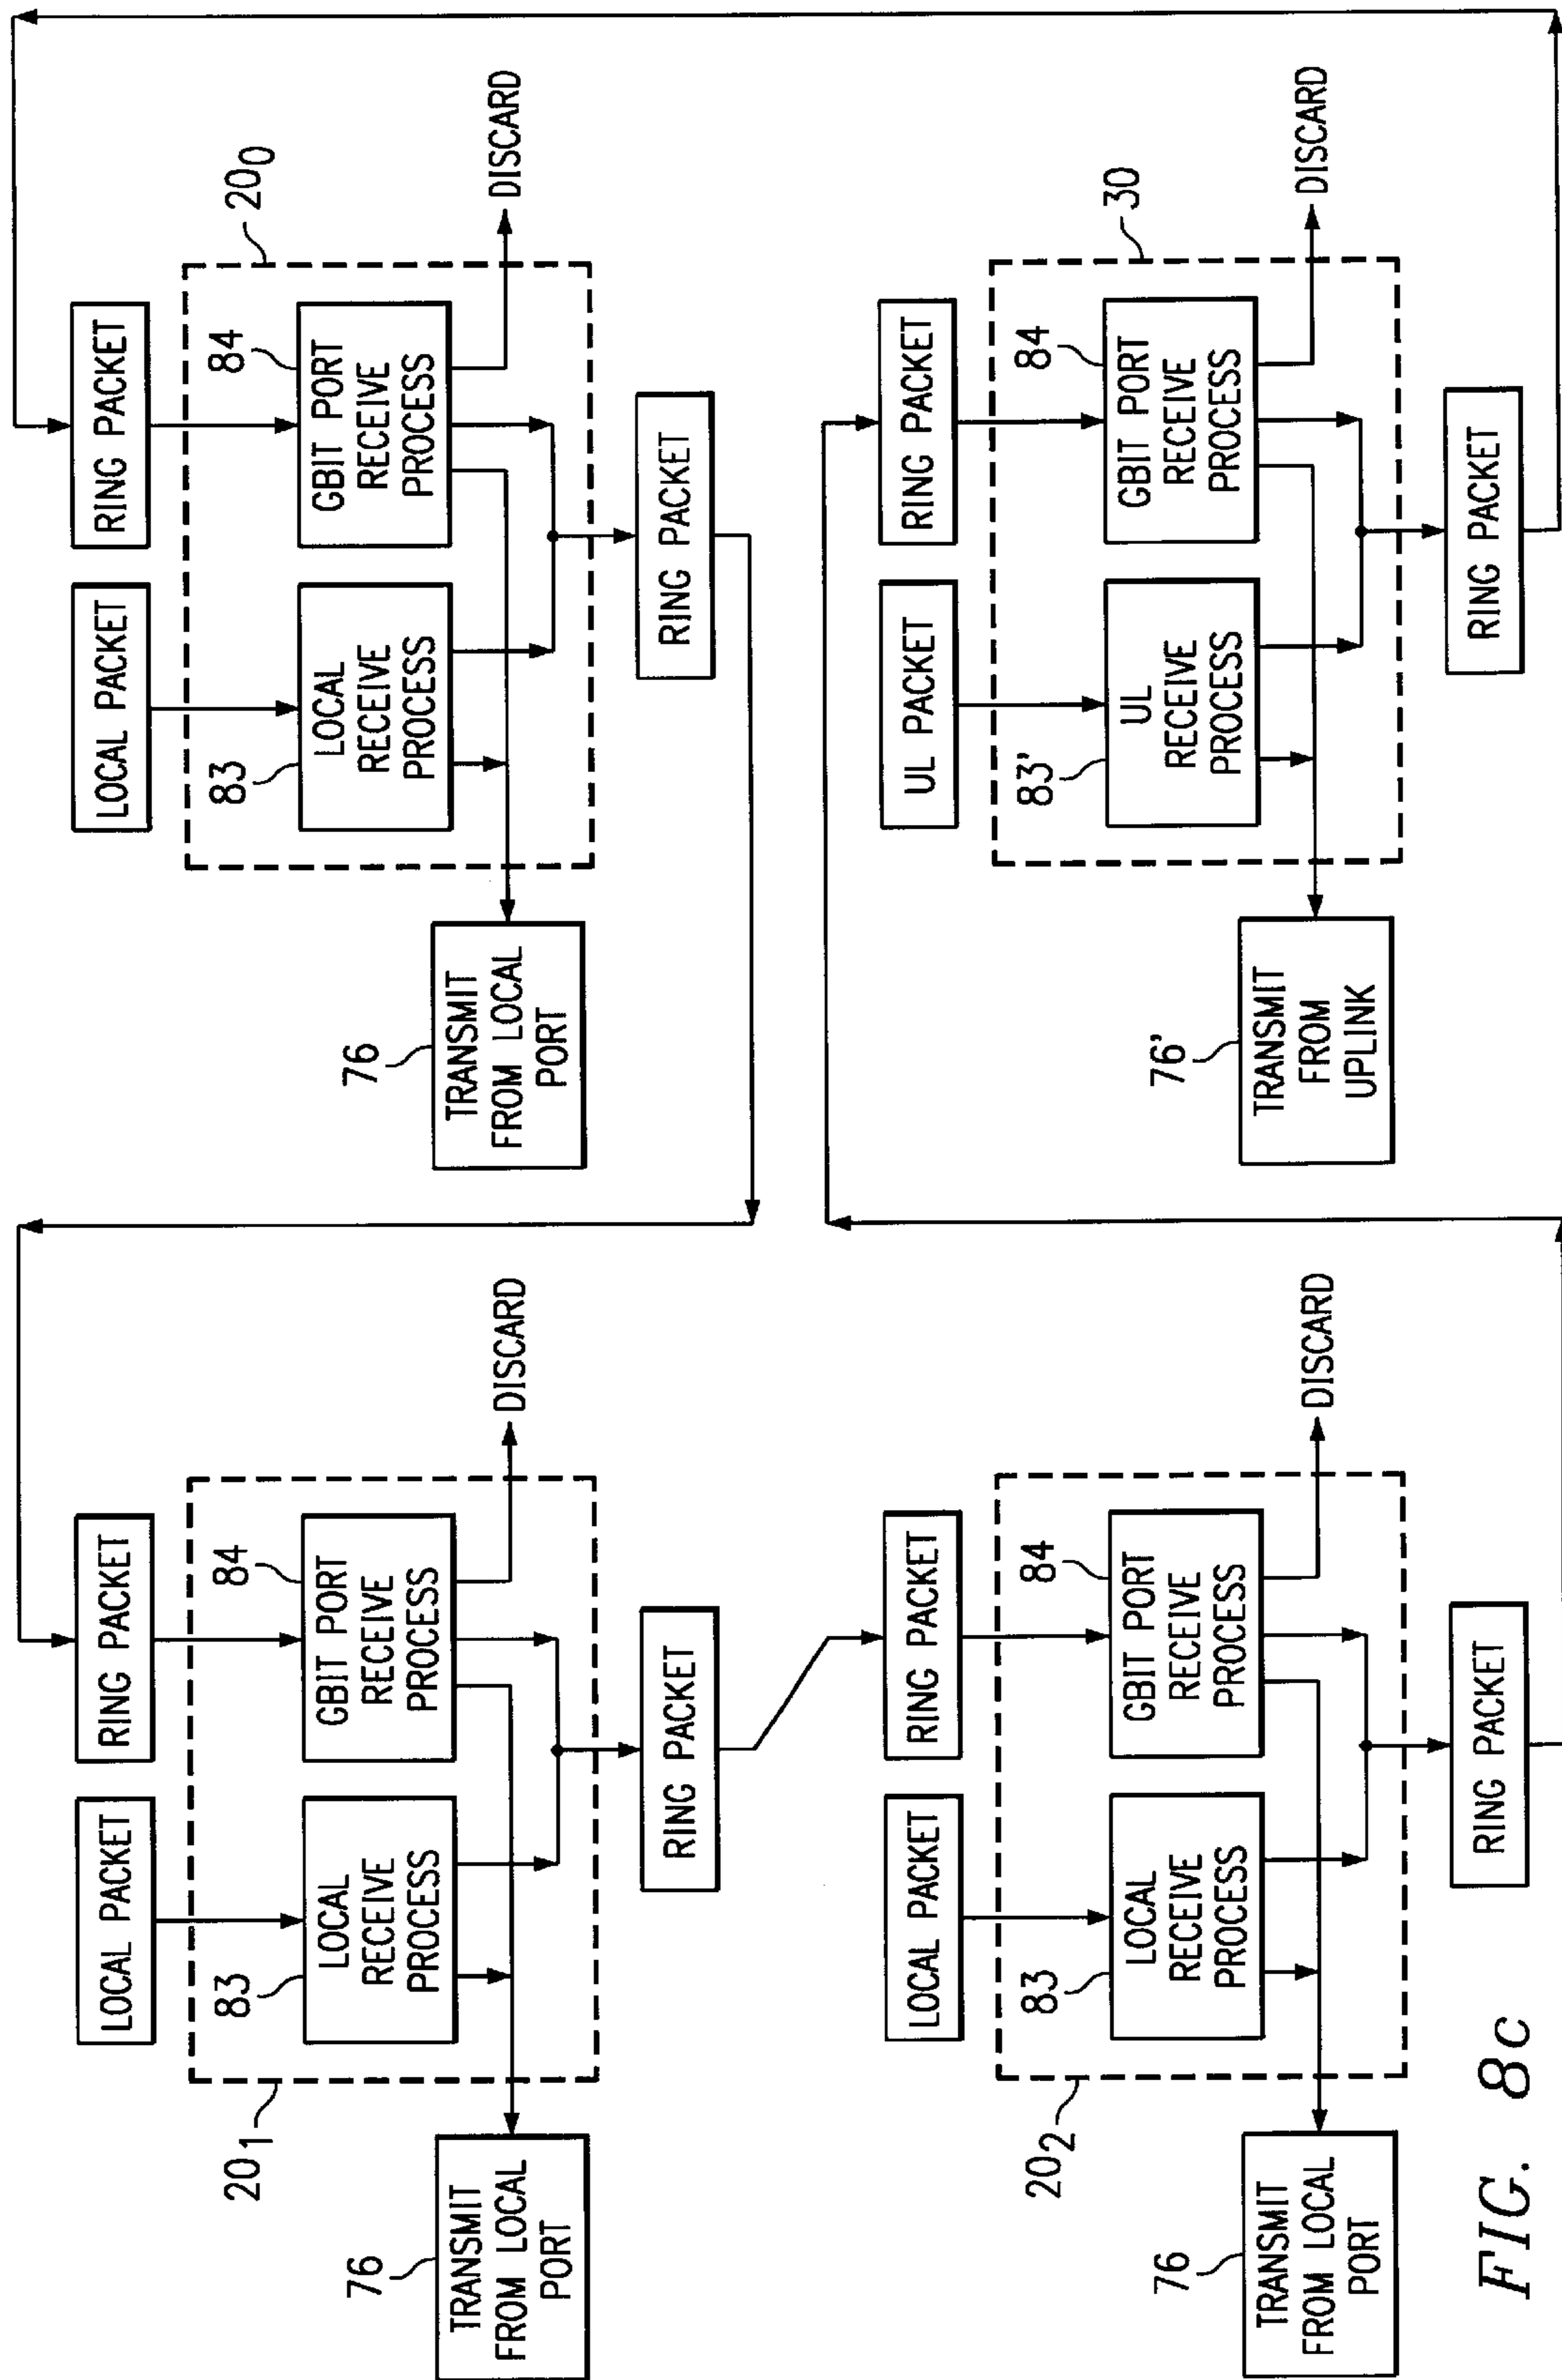 LOCAL PACKET
RING PACKET
20₁
83
LOCAL
RECEIVE
PROCESS
84
GBIT PORT
RECEIVE
PROCESS
76
TRANSMIT
FROM LOCAL
PORT
DISCARD
RING PACKET
LOCAL PACKET
RING PACKET
20₀
83
LOCAL
RECEIVE
PROCESS
84
GBIT PORT
RECEIVE
PROCESS
76
TRANSMIT
FROM LOCAL
PORT
DISCARD
RING PACKET
LOCAL PACKET
RING PACKET
20₂
83
LOCAL
RECEIVE
PROCESS
84
GBIT PORT
RECEIVE
PROCESS
76
TRANSMIT
FROM LOCAL
PORT
DISCARD
RING PACKET
UL PACKET
RING PACKET
30
83'
UL
RECEIVE
PROCESS
84
GBIT PORT
RECEIVE
PROCESS
76'
TRANSMIT
FROM
UPLINK
DISCARD
RING PACKET
FIG. 8c